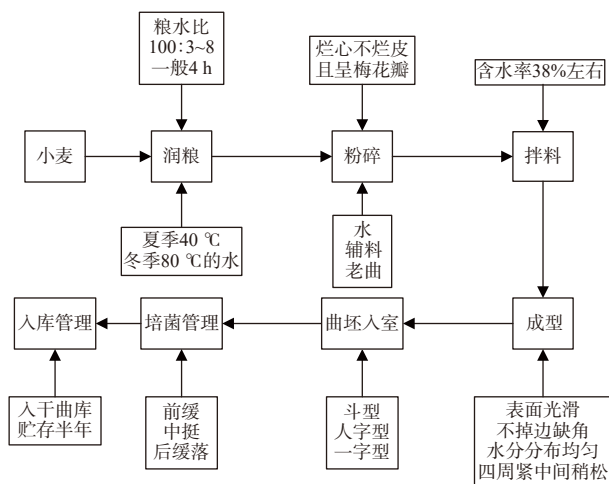 粮水比
100:3~8
一般4 h
烂心不烂皮
且呈梅花瓣
含水率38%左右
小麦
润粮
粉碎
拌料
夏季40 ℃
冬季80 ℃的水
水
辅料
老曲
入库管理
培菌管理
曲坯入室
成型
入干曲库
贮存半年
前缓
中挺
后缓落
斗型
人字型
一字型
表面光滑
不掉边缺角
水分分布均匀
四周紧中间稍松